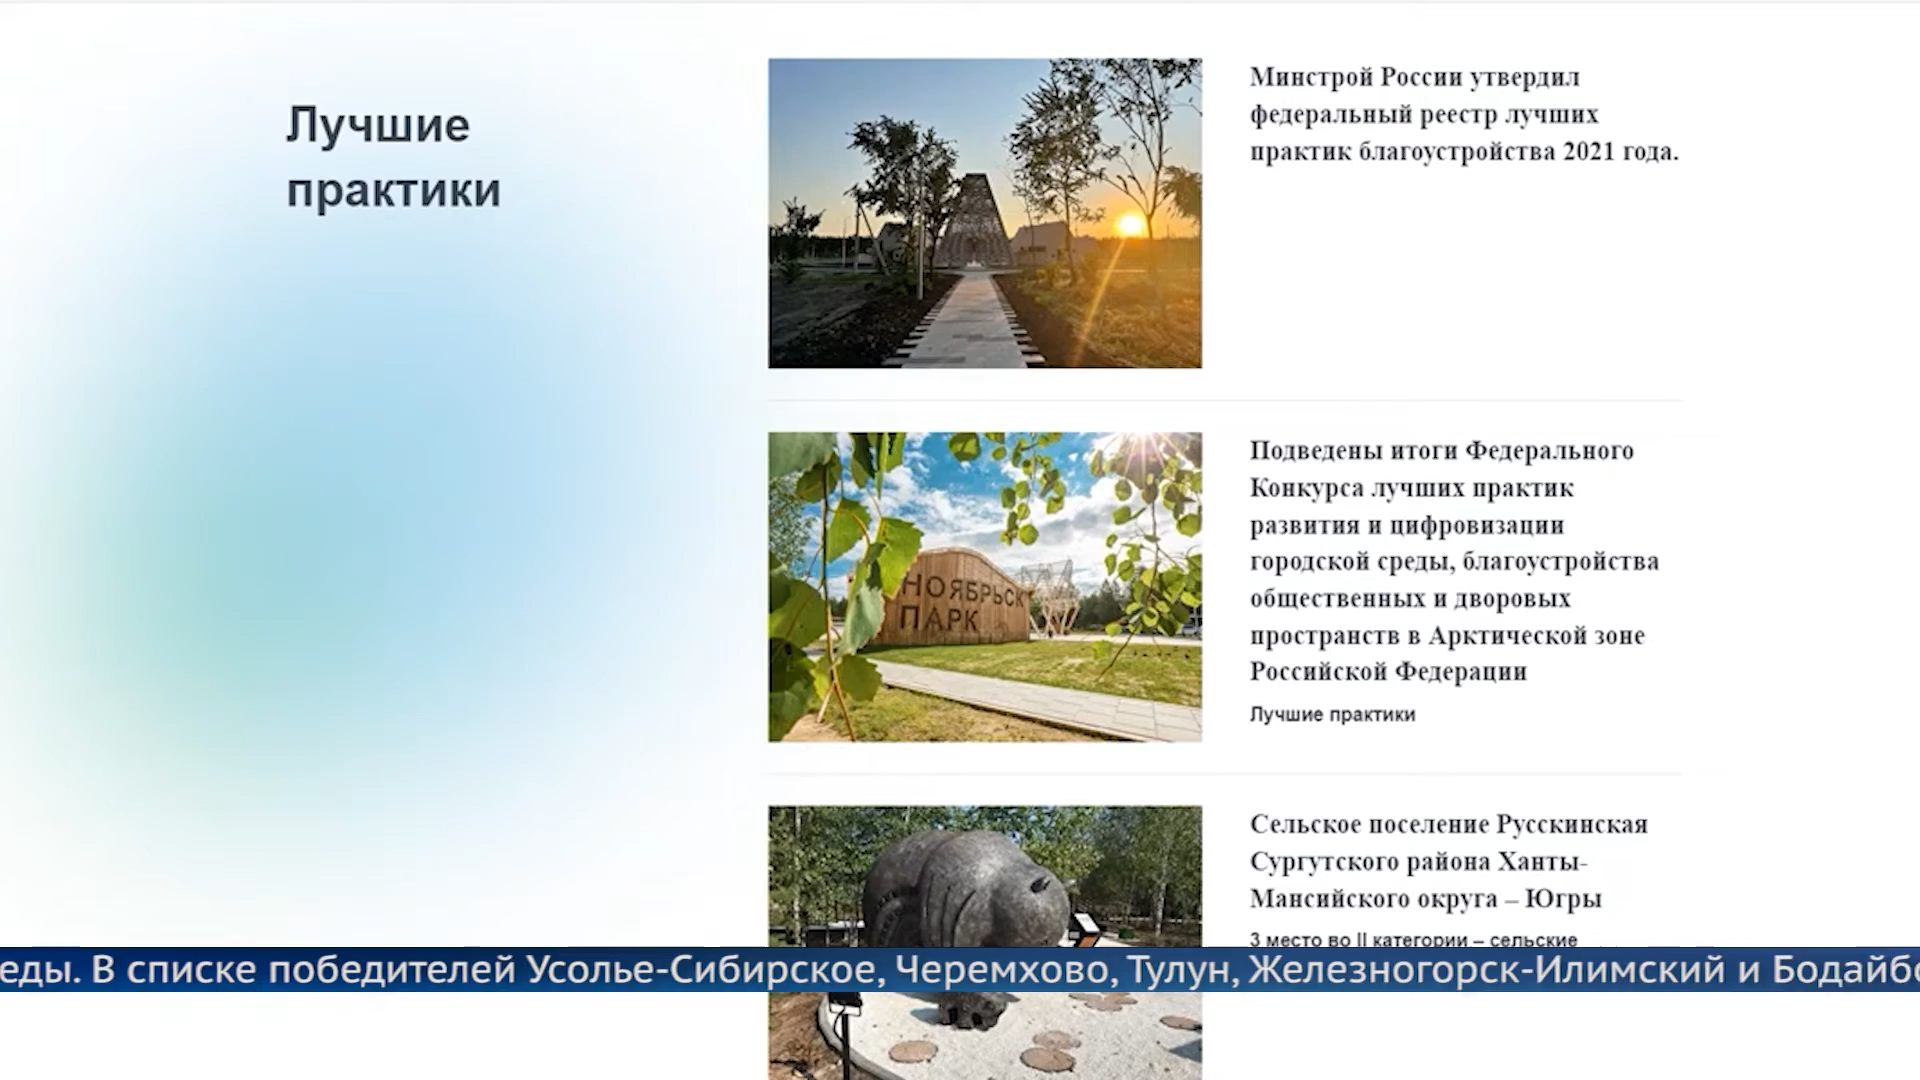 Лучшие
практики
Минстрой России утвердил
федеральный реестр лучших
практик благоустройства 2021 года.
НОЯБРЬСК
ПАРК
Подведены итоги Федерального
Конкурса лучших практик
развития и цифровизации
городской среды, благоустройства
общественных и дворовых
пространств в Арктической зоне
Российской Федерации
Лучшие практики
Сельское поселение Русскинская
Сургутского района Ханты-
Мансийского округа – Югры
3 место во II категории – сельские
еды. В списке победителей Усолье-Сибирское, Черемхово, Тулун, Железногорск-Илимский и Бодайбо